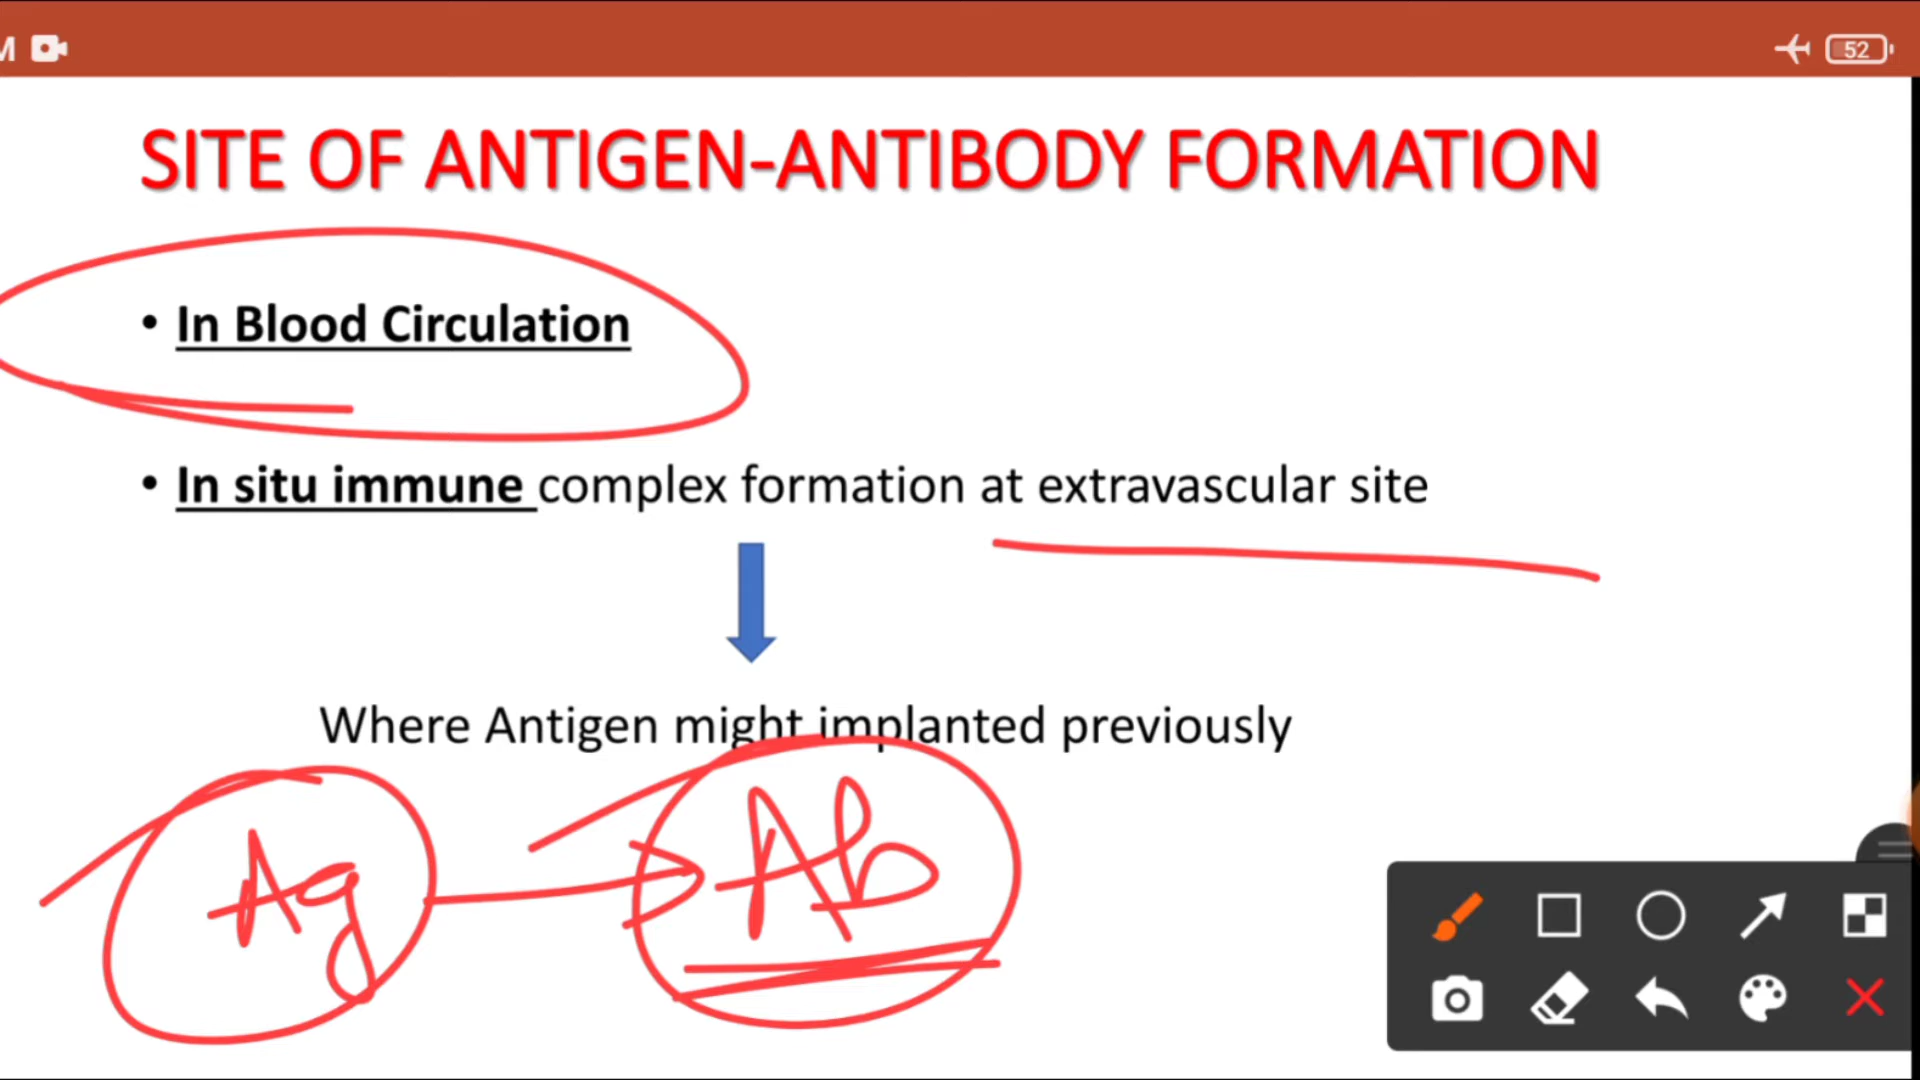 M 52
SITE OF ANTIGEN-ANTIBODY FORMATION
• In Blood Circulation
• In situ immune complex formation at extravascular site
Where Antigen might implanted previously
Ag Ab